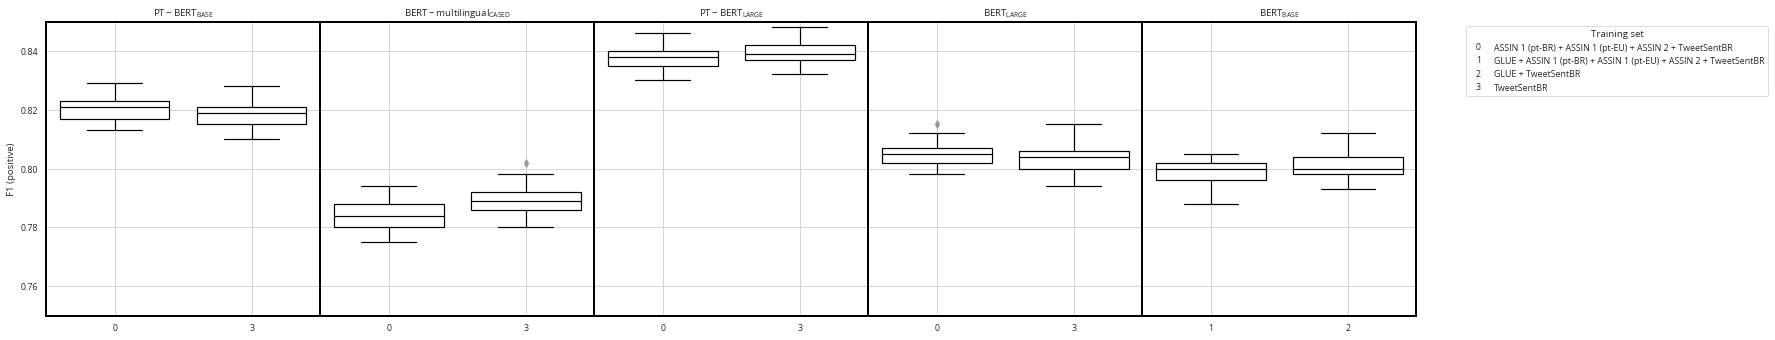 PT − BERT_BASE
BERT − multilingual_CASED
PT − BERT_LARGE
BERT_LARGE
BERT_BASE
F1 (positive)
0.84
0.82
0.80
0.78
0.76
0 3
0 3
0 3
0 3
1 2
Training set
0 ASSIN 1 (pt-BR) + ASSIN 1 (pt-EU) + ASSIN 2 + TweetSentBR
1 GLUE + ASSIN 1 (pt-BR) + ASSIN 1 (pt-EU) + ASSIN 2 + TweetSentBR
2 GLUE + TweetSentBR
3 TweetSentBR